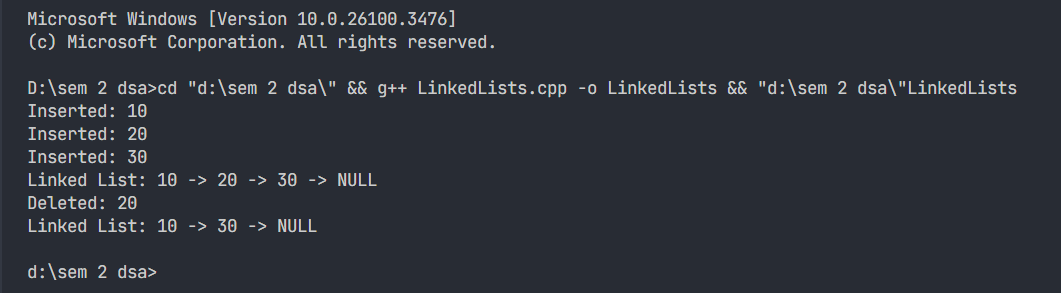 Microsoft Windows [Version 10.0.26100.3476]
(c) Microsoft Corporation. All rights reserved.
D:\sem 2 dsa>cd "d:\sem 2 dsa\" && g++ LinkedLists.cpp -o LinkedLists && "d:\sem 2 dsa\"LinkedLists
Inserted: 10
Inserted: 20
Inserted: 30
Linked List: 10 -> 20 -> 30 -> NULL
Deleted: 20
Linked List: 10 -> 30 -> NULL
d:\sem 2 dsa>